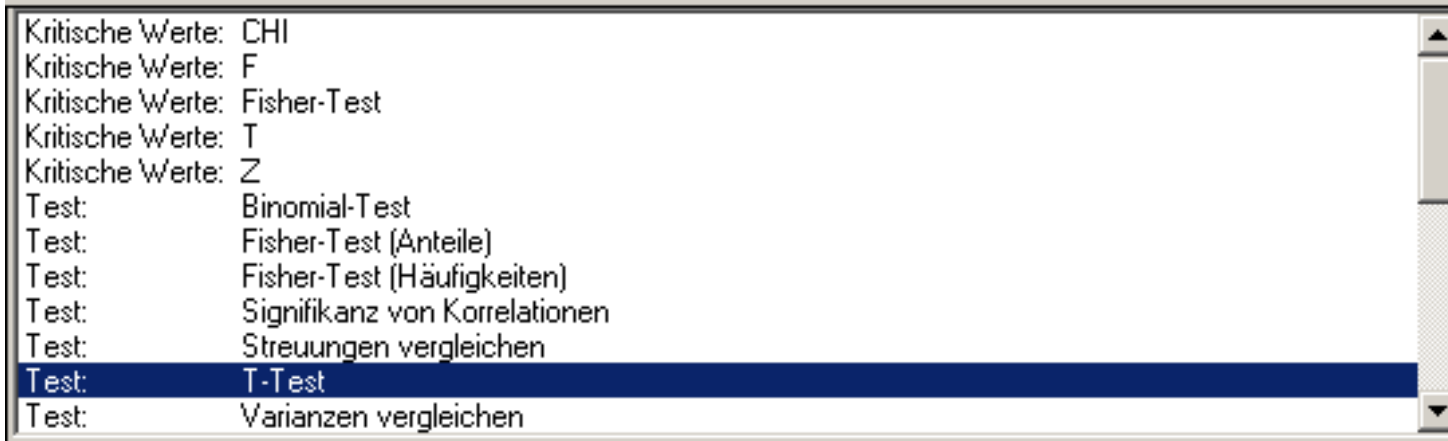 Kritische Werte: CHI
Kritische Werte: F
Kritische Werte: Fisher-Test
Kritische Werte: T
Kritische Werte: Z
Test: Binomial-Test
Test: Fisher-Test (Anteile)
Test: Fisher-Test (Häufigkeiten)
Test: Signifikanz von Korrelationen
Test: Streuungen vergleichen
Test: T-Test
Test: Varianzen vergleichen